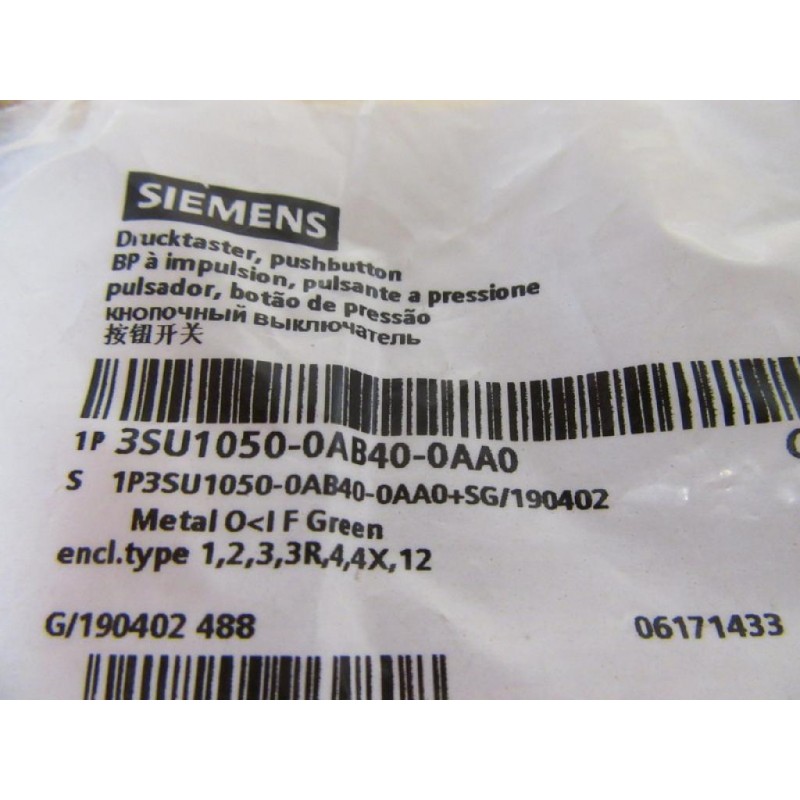 SIEMENS
Drucktaster, pushbutton
BP à impulsion, pulsante a pressione
pulsador, botão de pressão
кнопочный выключатель
按钮开关
1P 3SU1050-0AB40-0AA0
S 1P3SU1050-0AB40-0AA0+SG/190402
Metal O<I F Green
encl.type 1,2,3,3R,4,4X,12
G/190402 488 06171433